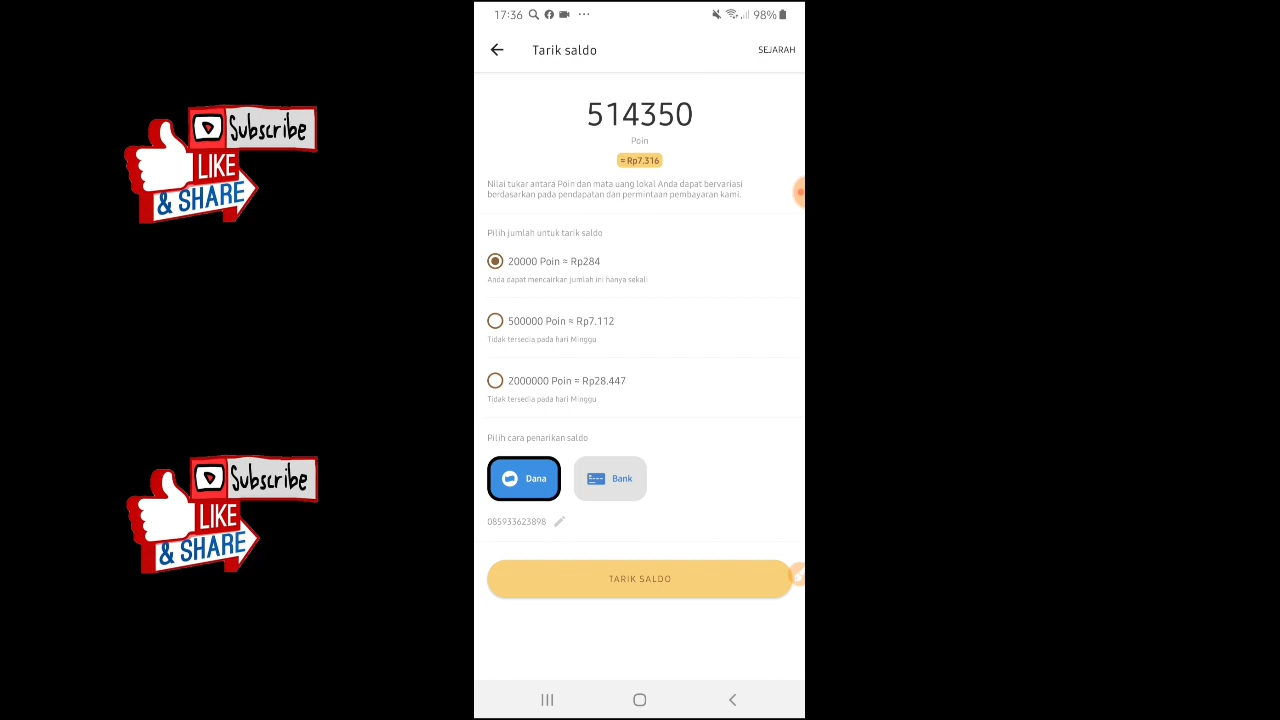 17:36
98%
Tarik saldo
SEJARAH
514350
Poin
≈ Rp7.316
Nilai tukar antara Poin dan mata uang lokal Anda dapat bervariasi
berdasarkan pada pendapatan dan permintaan pembayaran kami.
Pilih jumlah untuk tarik saldo
20000 Poin ≈ Rp284
Anda dapat mencairkan jumlah ini hanya sekali
500000 Poin ≈ Rp7.112
Tidak tersedia pada hari Minggu
2000000 Poin ≈ Rp28.447
Tidak tersedia pada hari Minggu
Pilih cara penarikan saldo
Dana
Bank
085933623898
TARIK SALDO
Subscribe
LIKE
& SHARE
Subscribe
LIKE
& SHARE